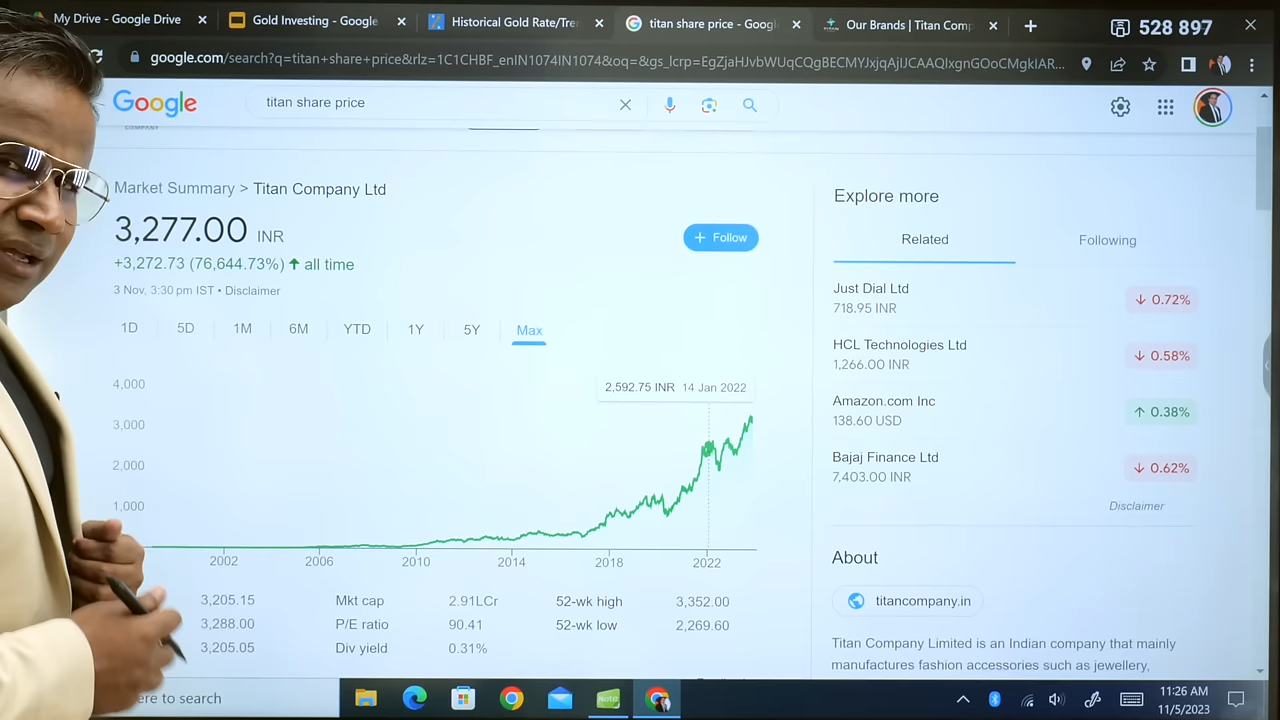 My Drive - Google Drive
Gold Investing - Google
Historical Gold Rate/Tre
titan share price - Googl
Our Brands | Titan Comp
528 897
google.com/search?q=titan+share+price&rlz=1C1CHBF_enIN1074IN1074&oq=&gs_lcrp=EgZjaHJvbWUqCQgBECMYJxjqAjIJCAAQIxgnGOoCMgkIAR...
Google
titan share price
COMPANY
Market Summary > Titan Company Ltd
3,277.00 INR
+ Follow
+3,272.73 (76,644.73%) ↑ all time
3 Nov, 3:30 pm IST • Disclaimer
1D 5D 1M 6M YTD 1Y 5Y Max
2,592.75 INR 14 Jan 2022
4,000
3,000
2,000
1,000
2002 2006 2010 2014 2018 2022
3,205.15 Mkt cap 2.91LCr 52-wk high 3,352.00
3,288.00 P/E ratio 90.41 52-wk low 2,269.60
3,205.05 Div yield 0.31%
Explore more
Related Following
Just Dial Ltd
718.95 INR
↓ 0.72%
HCL Technologies Ltd
1,266.00 INR
↓ 0.58%
Amazon.com Inc
138.60 USD
↑ 0.38%
Bajaj Finance Ltd
7,403.00 INR
↓ 0.62%
Disclaimer
About
titancompany.in
Titan Company Limited is an Indian company that mainly
manufactures fashion accessories such as jewellery,
ere to search
Note
11:26 AM
11/5/2023